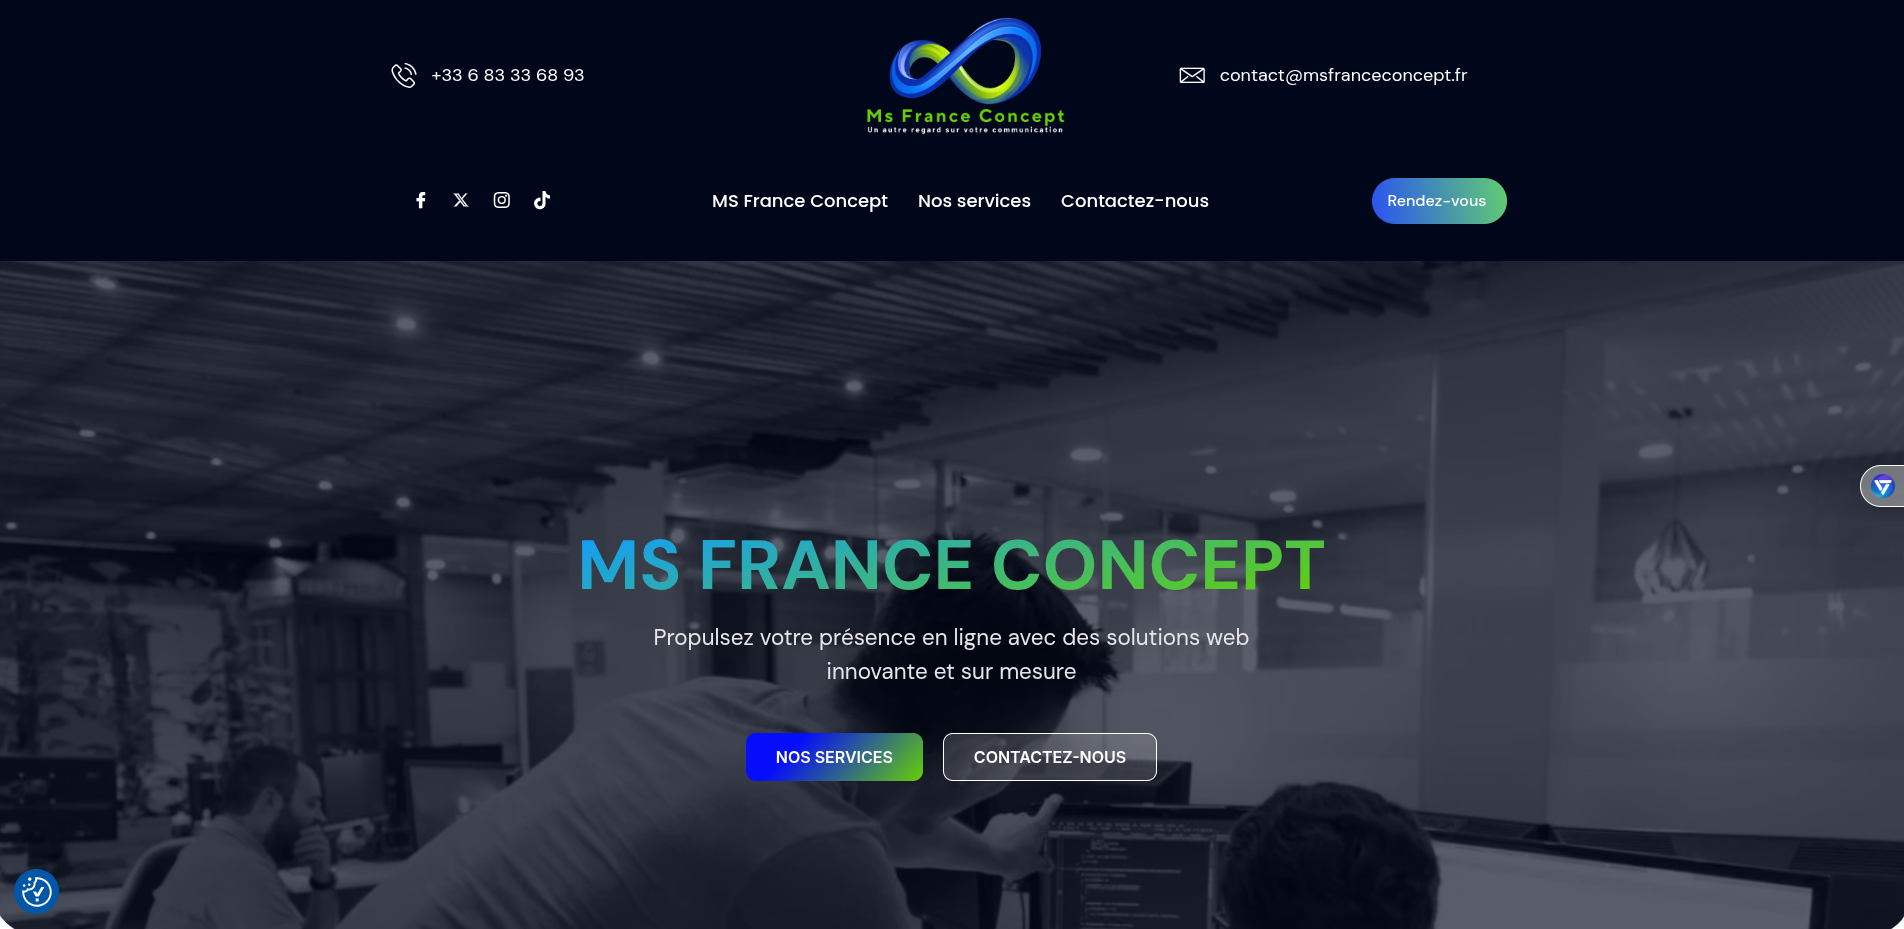 +33 6 83 33 68 93
Ms France Concept
Un autre regard sur votre communication
contact@msfranceconcept.fr
MS France Concept
Nos services
Contactez-nous
Rendez-vous
MS FRANCE CONCEPT
Propulsez votre présence en ligne avec des solutions web
innovante et sur mesure
NOS SERVICES
CONTACTEZ-NOUS